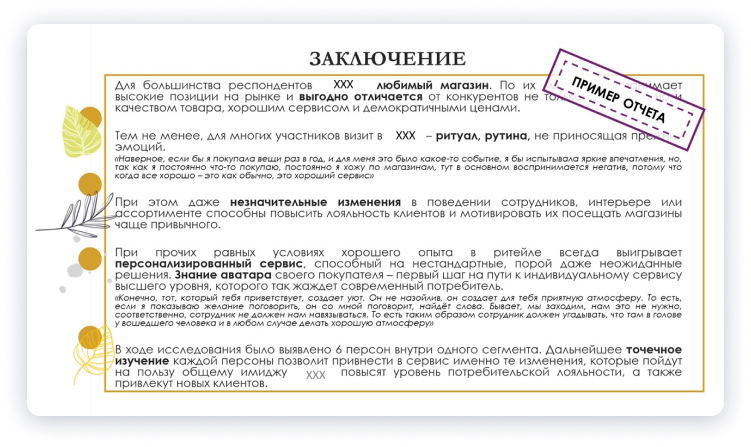 ЗАКЛЮЧЕНИЕ
ПРИМЕР ОТЧЕТА
Для большинства респондентов XXX любимый магазин. По их
высокие позиции на рынке и выгодно отличается от конкурентов не
качеством товара, хорошим сервисом и демократичными ценами.
Тем не менее, для многих участников визит в XXX – ритуал, рутина, не приносящая
эмоций.
«Наверное, если бы я покупала вещи раз в год, и для меня это было какое-то событие, я бы испытывала яркие впечатления, но,
так как я постоянно что-то покупаю, постоянно я хожу по магазинам, тут в основном воспринимается негатив, потому что
когда все хорошо – это как обычно, это хороший сервис»
При этом даже незначительные изменения в поведении сотрудников, интерьере или
ассортименте способны повысить лояльность клиентов и мотивировать их посещать магазины
чаще привычного.
При прочих равных условиях хорошего опыта в ритейле всегда выигрывает
персонализированный сервис, способный на нестандартные, порой даже неожиданные
решения. Знание аватара своего покупателя – первый шаг на пути к индивидуальному сервису
высшего уровня, которого так жаждет современный потребитель.
«Конечно, тот, который тебя приветствует, создает уют. Он не назойлив, он создает для тебя приятную атмосферу. То есть,
если я показываю желание поговорить, он со мной поговорит, найдёт слова. Бывает, мы заходим, нам это не нужно,
соответственно, сотрудник не должен нам навязываться. То есть таким образом сотрудник должен угадывать, что там в голове
у вошедшего человека и в любом случае делать хорошую атмосферу»
В ходе исследования было выявлено 6 персон внутри одного сегмента. Дальнейшее точечное
изучение каждой персоны позволит привнести в сервис именно те изменения, которые пойдут
на пользу общему имиджу XXX повысят уровень потребительской лояльности, а также
привлекут новых клиентов.